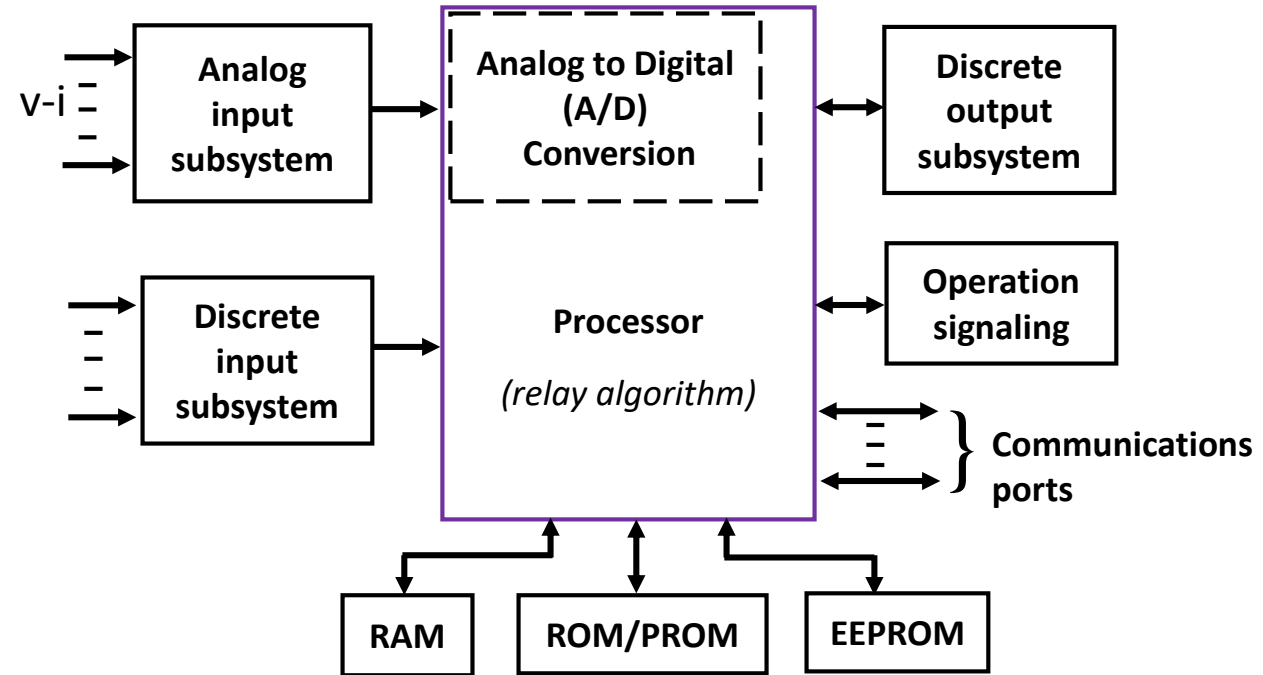 v-i
Analog
input
subsystem
Analog to Digital
(A/D)
Conversion
Discrete
output
subsystem
Discrete
input
subsystem
Processor
(relay algorithm)
Operation
signaling
Communications
ports
RAM
ROM/PROM
EEPROM